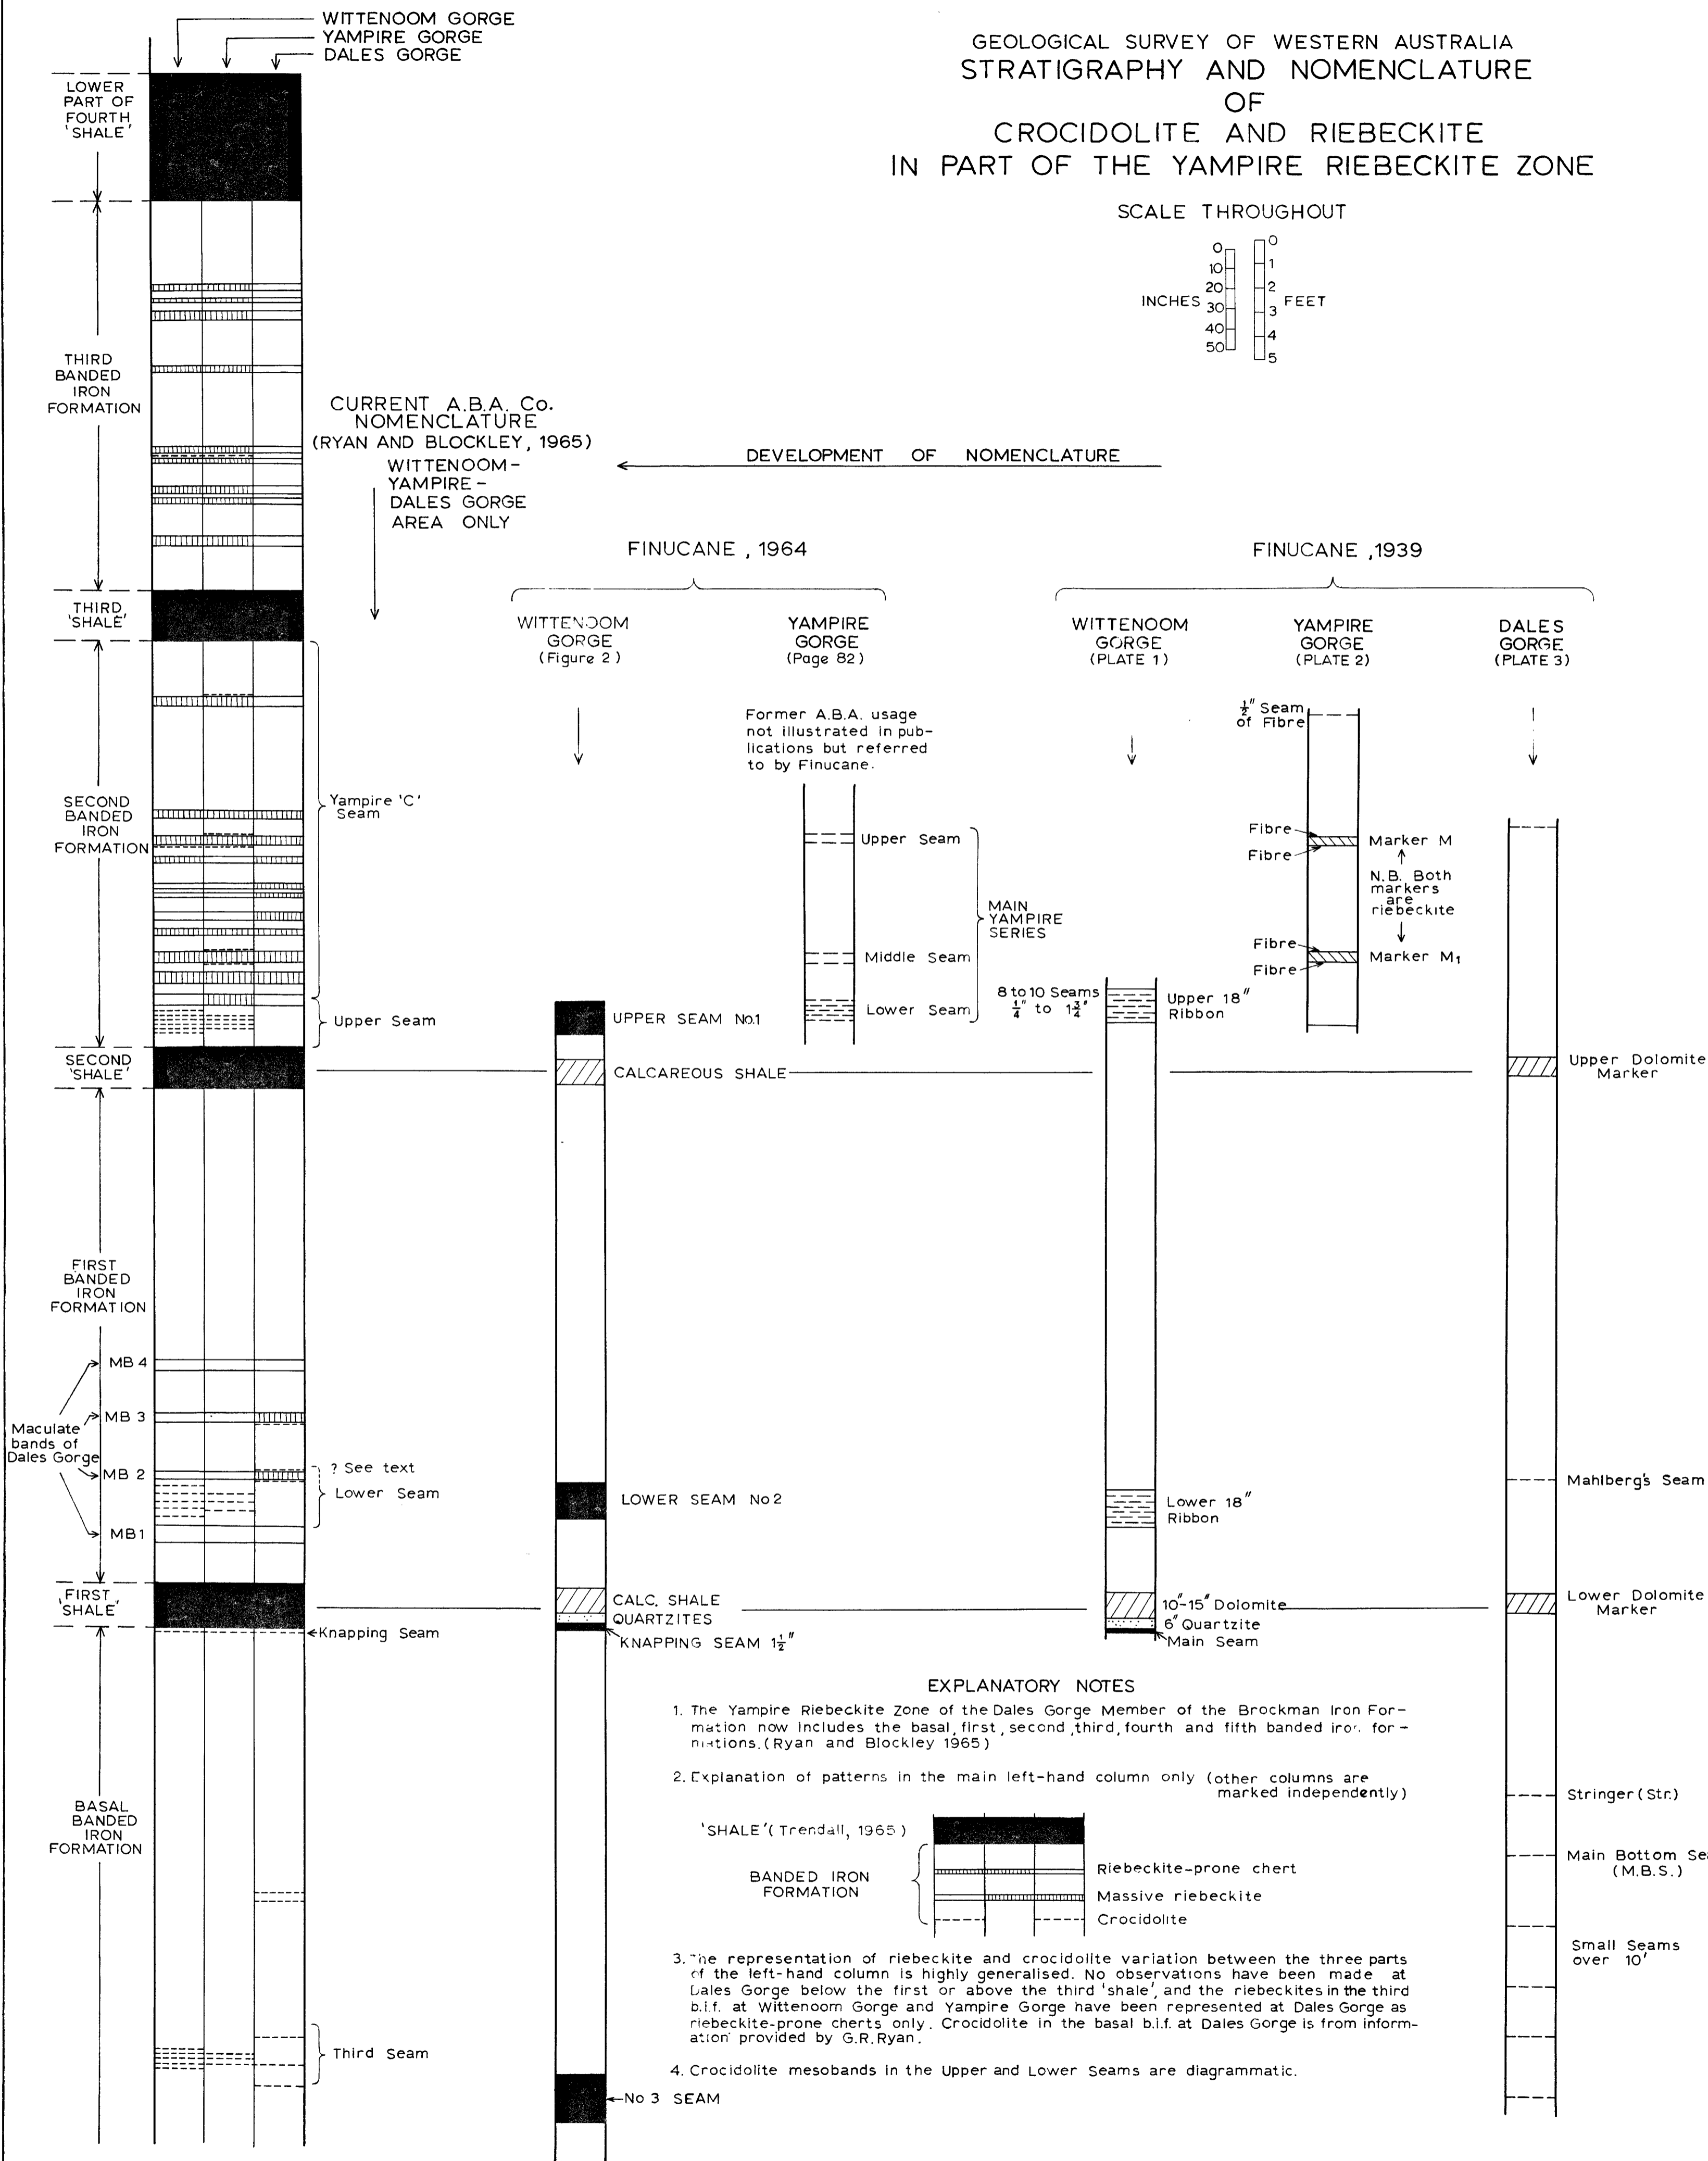 WITTENOOM GORGE
YAMPIRE GORGE
DALES GORGE
GEOLOGICAL SURVEY OF WESTERN AUSTRALIA
STRATIGRAPHY AND NOMENCLATURE
OF
CROCIDOLITE AND RIEBECKITE
IN PART OF THE YAMPIRE RIEBECKITE ZONE
SCALE THROUGHOUT
INCHES
0
10
20
30
40
50
0
1
2
3
4
5
FEET
LOWER
PART OF
FOURTH
'SHALE'
THIRD
BANDED
IRON
FORMATION
THIRD
'SHALE'
SECOND
BANDED
IRON
FORMATION
SECOND
'SHALE'
FIRST
BANDED
IRON
FORMATION
MB 4
MB 3
MB 2
MB 1
Maculate
bands of
Dales Gorge
FIRST
'SHALE'
BASAL
BANDED
IRON
FORMATION
CURRENT A.B.A. Co.
NOMENCLATURE
(RYAN AND BLOCKLEY, 1965)
WITTENOOM-
YAMPIRE-
DALES GORGE
AREA ONLY
Yampire 'C'
Seam
Upper Seam
? See text
Lower Seam
Knapping Seam
Third Seam
DEVELOPMENT OF NOMENCLATURE
FINUCANE, 1964
WITTENOOM
GORGE
(Figure 2)
UPPER SEAM No.1
CALCAREOUS SHALE
LOWER SEAM No 2
CALC. SHALE
QUARTZITES
KNAPPING SEAM 1½"
No 3 SEAM
YAMPIRE
GORGE
(Page 82)
Former A.B.A. usage
not illustrated in pub-
lications but referred
to by Finucane.
Upper Seam
Middle Seam
Lower Seam
MAIN
YAMPIRE
SERIES
FINUCANE, 1939
WITTENOOM
GORGE
(PLATE 1)
8 to 10 Seams
¼" to 1¾"
Upper 18"
Ribbon
Lower 18"
Ribbon
10"-15" Dolomite
6" Quartzite
Main Seam
YAMPIRE
GORGE
(PLATE 2)
½" Seam
of Fibre
Fibre
Fibre
Marker M
N.B. Both
markers
are
riebeckite
Fibre
Fibre
Marker M₁
DALES
GORGE
(PLATE 3)
Upper Dolomite
Marker
Mahlberg's Seam
Lower Dolomite
Marker
Stringer (Str.)
Main Bottom Se
(M.B.S.)
Small Seams
over 10'
EXPLANATORY NOTES
1. The Yampire Riebeckite Zone of the Dales Gorge Member of the Brockman Iron For-
mation now includes the basal, first, second, third, fourth and fifth banded iron for-
mations. (Ryan and Blockley 1965)
2. Explanation of patterns in the main left-hand column only (other columns are
marked independently)
'SHALE' (Trendall, 1965)
BANDED IRON
FORMATION
Riebeckite-prone chert
Massive riebeckite
Crocidolite
3. The representation of riebeckite and crocidolite variation between the three parts
of the left-hand column is highly generalised. No observations have been made at
Dales Gorge below the first or above the third 'shale', and the riebeckites in the third
b.i.f. at Wittenoom Gorge and Yampire Gorge have been represented at Dales Gorge as
riebeckite-prone cherts only. Crocidolite in the basal b.i.f. at Dales Gorge is from inform-
ation provided by G.R.Ryan.
4. Crocidolite mesobands in the Upper and Lower Seams are diagrammatic.